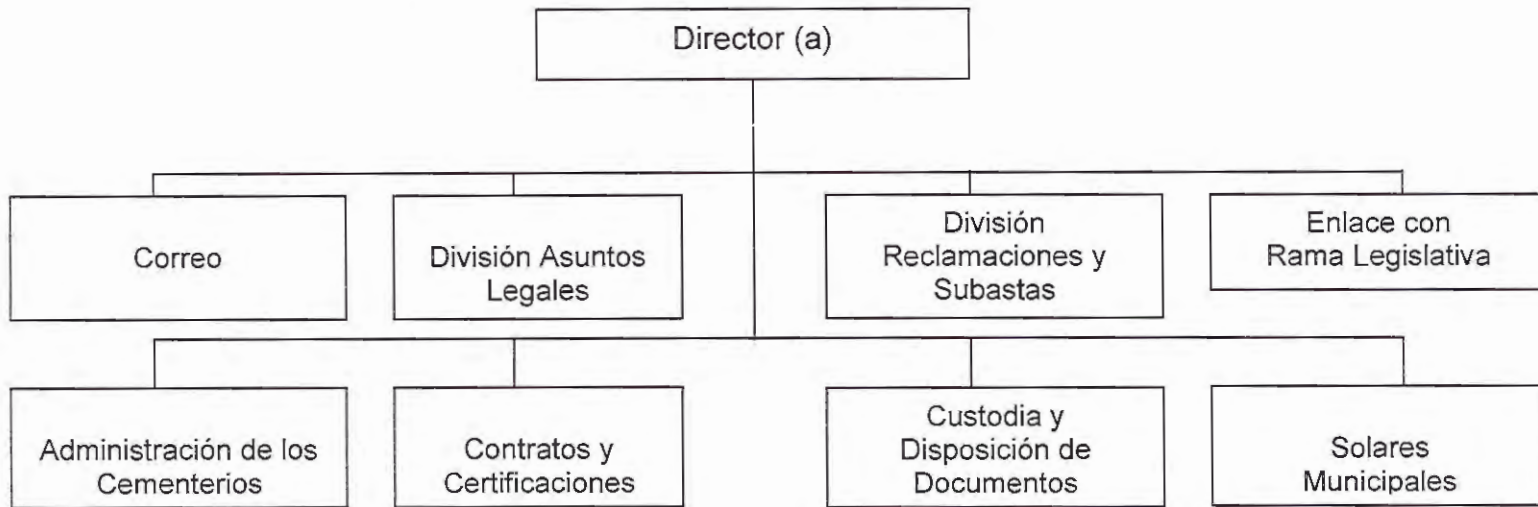 Director (a)
Correo
División Asuntos
Legales
División
Reclamaciones y
Subastas
Enlace con
Rama Legislativa
Administración de los
Cementerios
Contratos y
Certificaciones
Custodia y
Disposición de
Documentos
Solares
Municipales